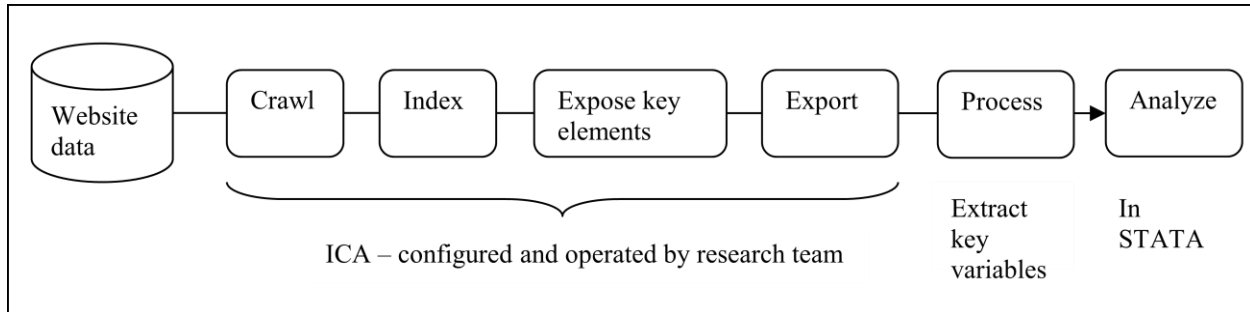 Website
data
Crawl
Index
Expose key
elements
Export
Process
Analyze
ICA – configured and operated by research team
Extract
key
variables
In
STATA